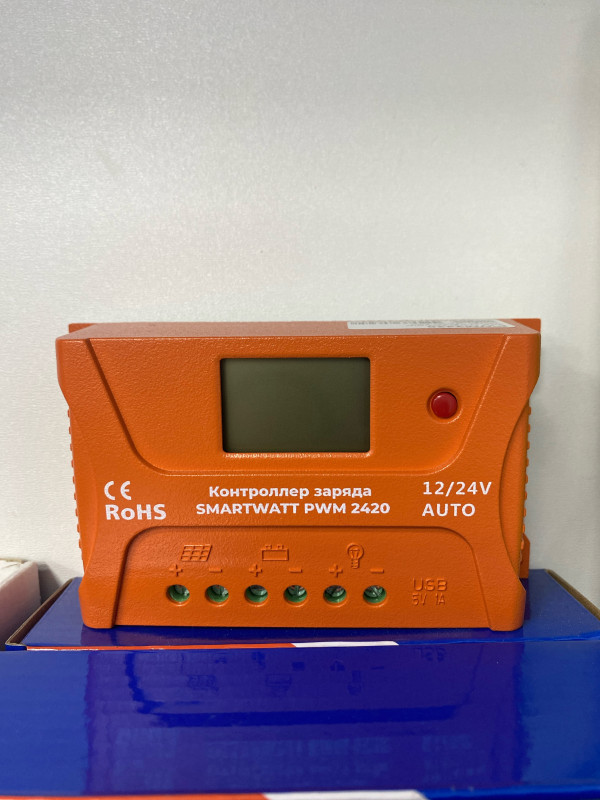 CE
RoHS
Контроллер заряда
SMARTWATT PWM 2420
12/24V
AUTO
+ − + − + −
USB
5V 1A